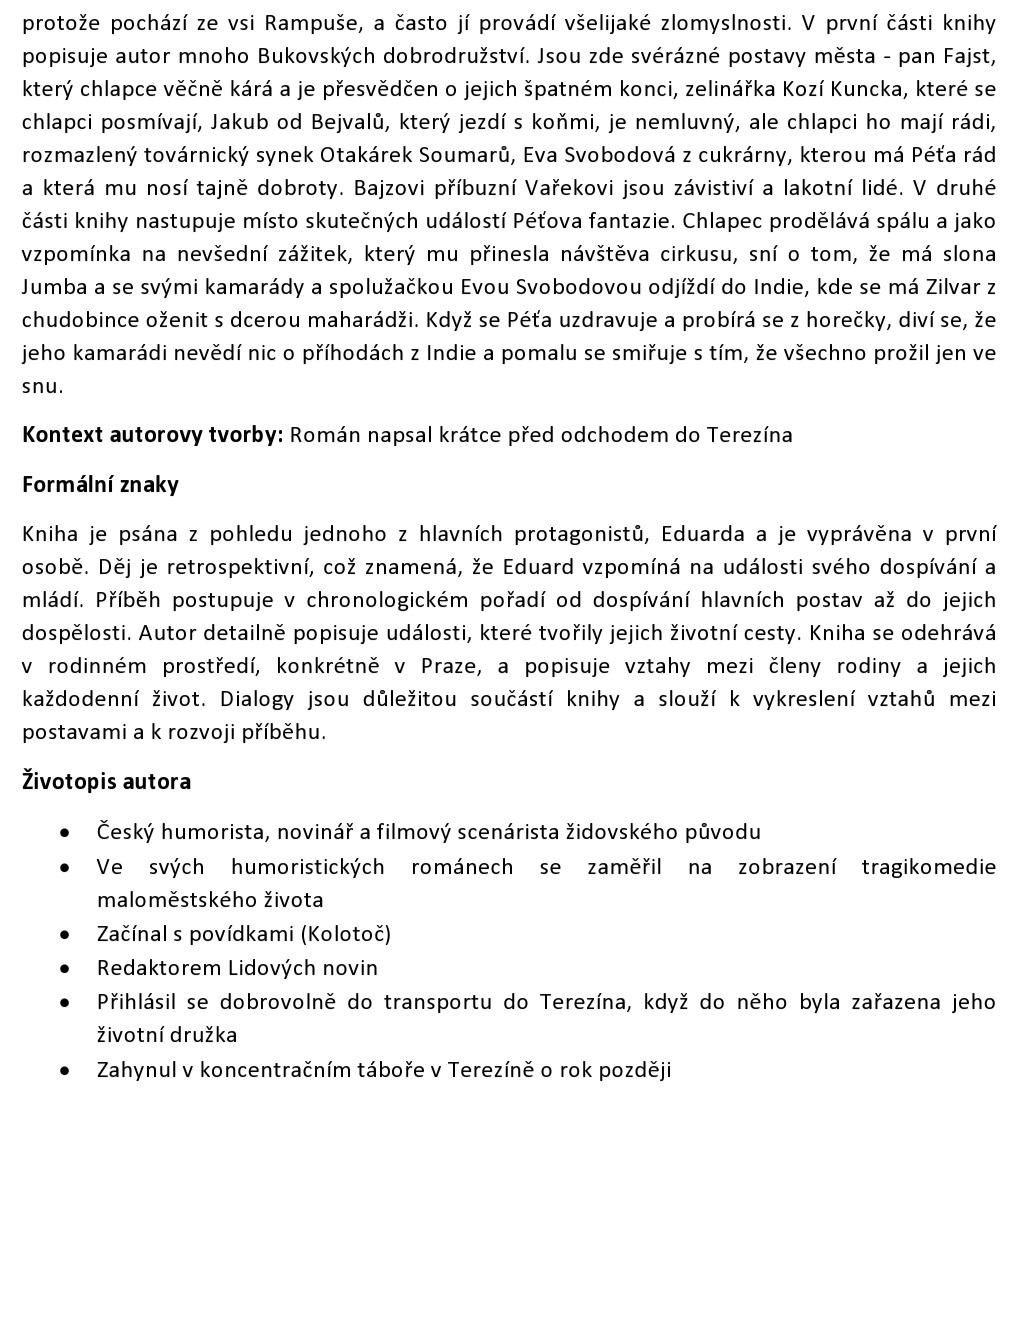 protože pochází ze vsi Rampuše, a často jí provádí všelijaké zlomyslnosti. V první části knihy
popisuje autor mnoho Bukovských dobrodružství. Jsou zde svérázné postavy města - pan Fajst,
který chlapce věčně kárá a je přesvědčen o jejich špatném konci, zelinářka Kozí Kuncka, které se
chlapci posmívají, Jakub od Bejvalů, který jezdí s koňmi, je nemluvný, ale chlapci ho mají rádi,
rozmazlený továrnický synek Otakárek Soumarů, Eva Svobodová z cukrárny, kterou má Péťa rád
a která mu nosí tajně dobroty. Bajzovi příbuzní Vařekovi jsou závistiví a lakotní lidé. V druhé
části knihy nastupuje místo skutečných událostí Péťova fantazie. Chlapec prodělává spálu a jako
vzpomínka na nevšední zážitek, který mu přinesla návštěva cirkusu, sní o tom, že má slona
Jumba a se svými kamarády a spolužačkou Evou Svobodovou odjíždí do Indie, kde se má Zilvar z
chudobince oženit s dcerou maharádži. Když se Péťa uzdravuje a probírá se z horečky, diví se, že
jeho kamarádi nevědí nic o příhodách z Indie a pomalu se smiřuje s tím, že všechno prožil jen ve
snu.
Kontext autorovy tvorby: Román napsal krátce před odchodem do Terezína
Formální znaky
Kniha je psána z pohledu jednoho z hlavních protagonistů, Eduarda a je vyprávěna v první
osobě. Děj je retrospektivní, což znamená, že Eduard vzpomíná na události svého dospívání a
mládí. Příběh postupuje v chronologickém pořadí od dospívání hlavních postav až do jejich
dospělosti. Autor detailně popisuje události, které tvořily jejich životní cesty. Kniha se odehrává
v rodinném prostředí, konkrétně v Praze, a popisuje vztahy mezi členy rodiny a jejich
každodenní život. Dialogy jsou důležitou součástí knihy a slouží k vykreslení vztahů mezi
postavami a k rozvoji příběhu.
Životopis autora
• Český humorista, novinář a filmový scenárista židovského původu
• Ve svých humoristických románech se zaměřil na zobrazení tragikomedie
maloměstského života
• Začínal s povídkami (Kolotoč)
• Redaktorem Lidových novin
• Přihlásil se dobrovolně do transportu do Terezína, když do něho byla zařazena jeho
životní družka
• Zahynul v koncentračním táboře v Terezíně o rok později